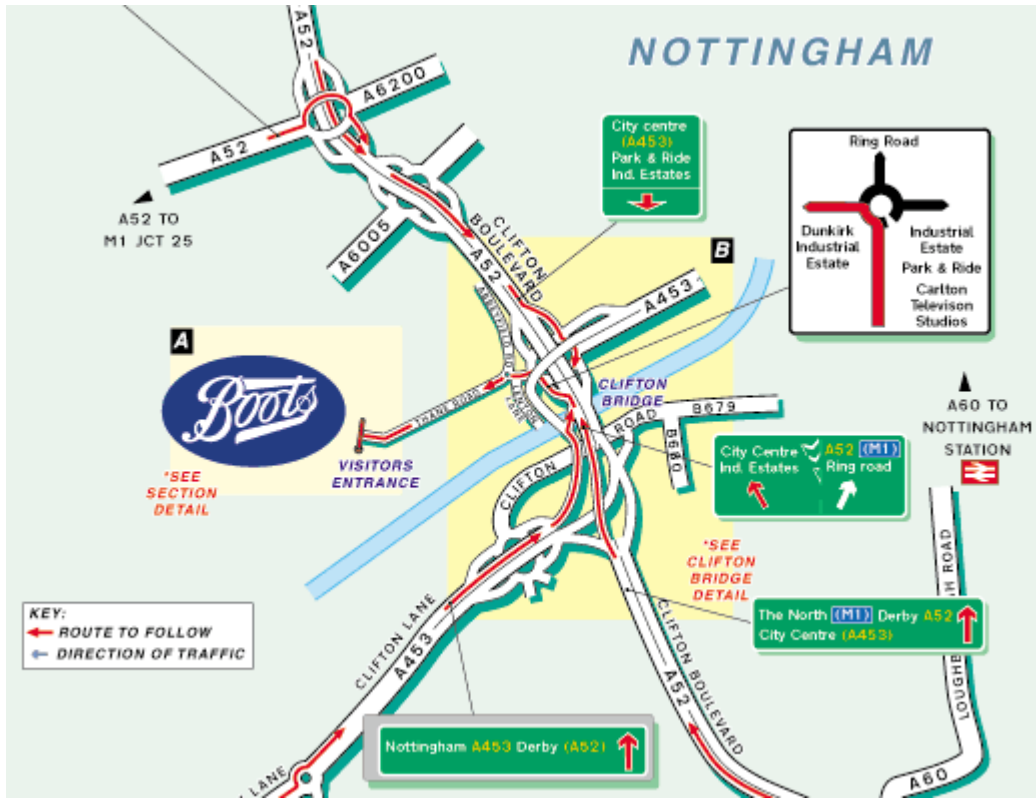 NOTTINGHAM
A52
A6200
A52
A52 TO
M1 JCT 25
A6005
CLIFTON
BOULEVARD
A52
City centre
(A453)
Park & Ride
Ind. Estates
Ring Road
Dunkirk
Industrial
Estate
Industrial
Estate
Park & Ride
Carlton
Televison
Studios
B
A453
A
Boots
THANE ROAD
LANE
CLIFTON
BRIDGE
VISITORS
ENTRANCE
*SEE
SECTION
DETAIL
CLIFTON
ROAD
B679
B680
City Centre
Ind. Estates
A52 (M1)
Ring road
A60 TO
NOTTINGHAM
STATION
*SEE
CLIFTON
BRIDGE
DETAIL
The North (M1) Derby A52
City Centre (A453)
KEY:
ROUTE TO FOLLOW
DIRECTION OF TRAFFIC
CLIFTON LANE
A453
CLIFTON BOULEVARD
A52
Nottingham A453 Derby (A52)
LANE
A60